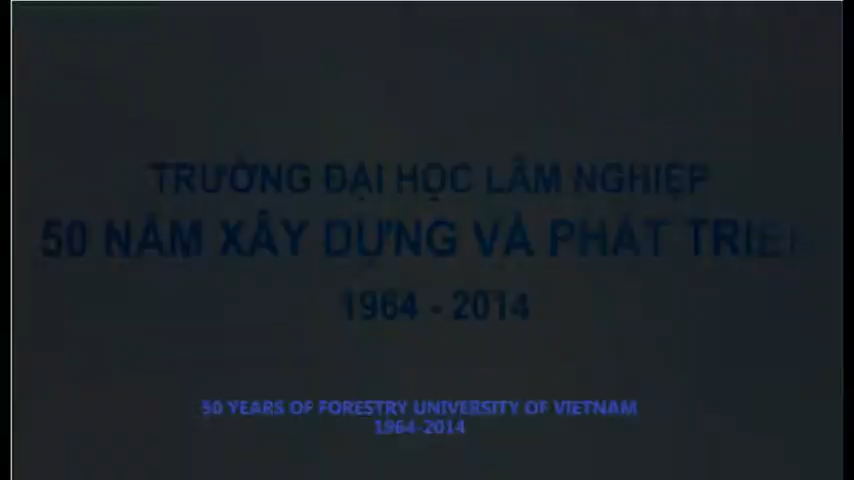 TRƯỜNG ĐẠI HỌC LÂM NGHIỆP
50 NĂM XÂY DỰNG VÀ PHÁT TRIỂN
1964 - 2014
50 YEARS OF FORESTRY UNIVERSITY OF VIETNAM
1964-2014